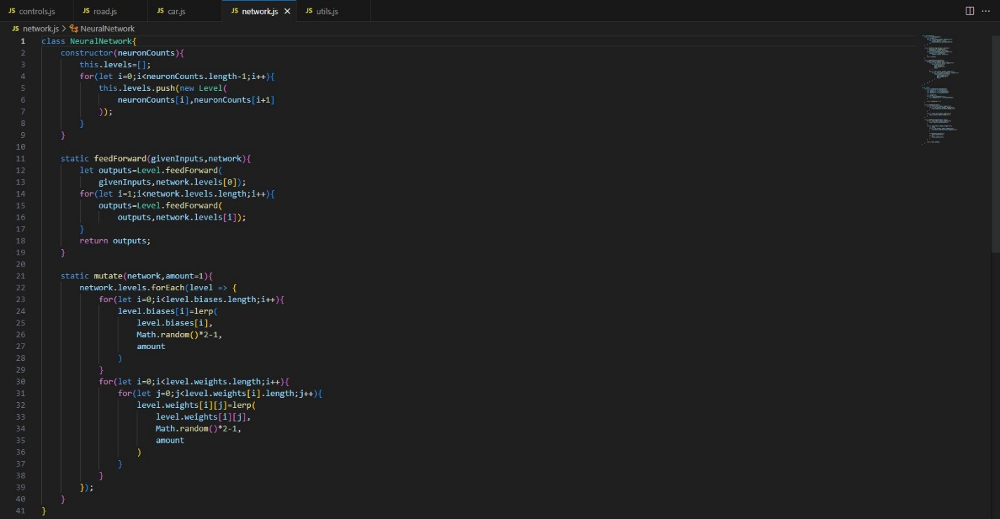 JS controls.js JS road.js JS car.js JS network.js × JS utils.js ···
JS network.js > NeuralNetwork
1 class NeuralNetwork{
2     constructor(neuronCounts){
3         this.levels=[];
4         for(let i=0;i<neuronCounts.length-1;i++){
5             this.levels.push(new Level(
6                 neuronCounts[i],neuronCounts[i+1]
7             ));
8         }
9     }
10
11     static feedForward(givenInputs,network){
12         let outputs=Level.feedForward(
13             givenInputs,network.levels[0]);
14         for(let i=1;i<network.levels.length;i++){
15             outputs=Level.feedForward(
16                 outputs,network.levels[i]);
17         }
18         return outputs;
19     }
20
21     static mutate(network,amount=1){
22         network.levels.forEach(level => {
23             for(let i=0;i<level.biases.length;i++){
24                 level.biases[i]=lerp(
25                     level.biases[i],
26                     Math.random()*2-1,
27                     amount
28                 )
29             }
30             for(let i=0;i<level.weights.length;i++){
31                 for(let j=0;j<level.weights[i].length;j++){
32                     level.weights[i][j]=lerp(
33                         level.weights[i][j],
34                         Math.random()*2-1,
35                         amount
36                     )
37                 }
38             }
39         });
40     }
41 }